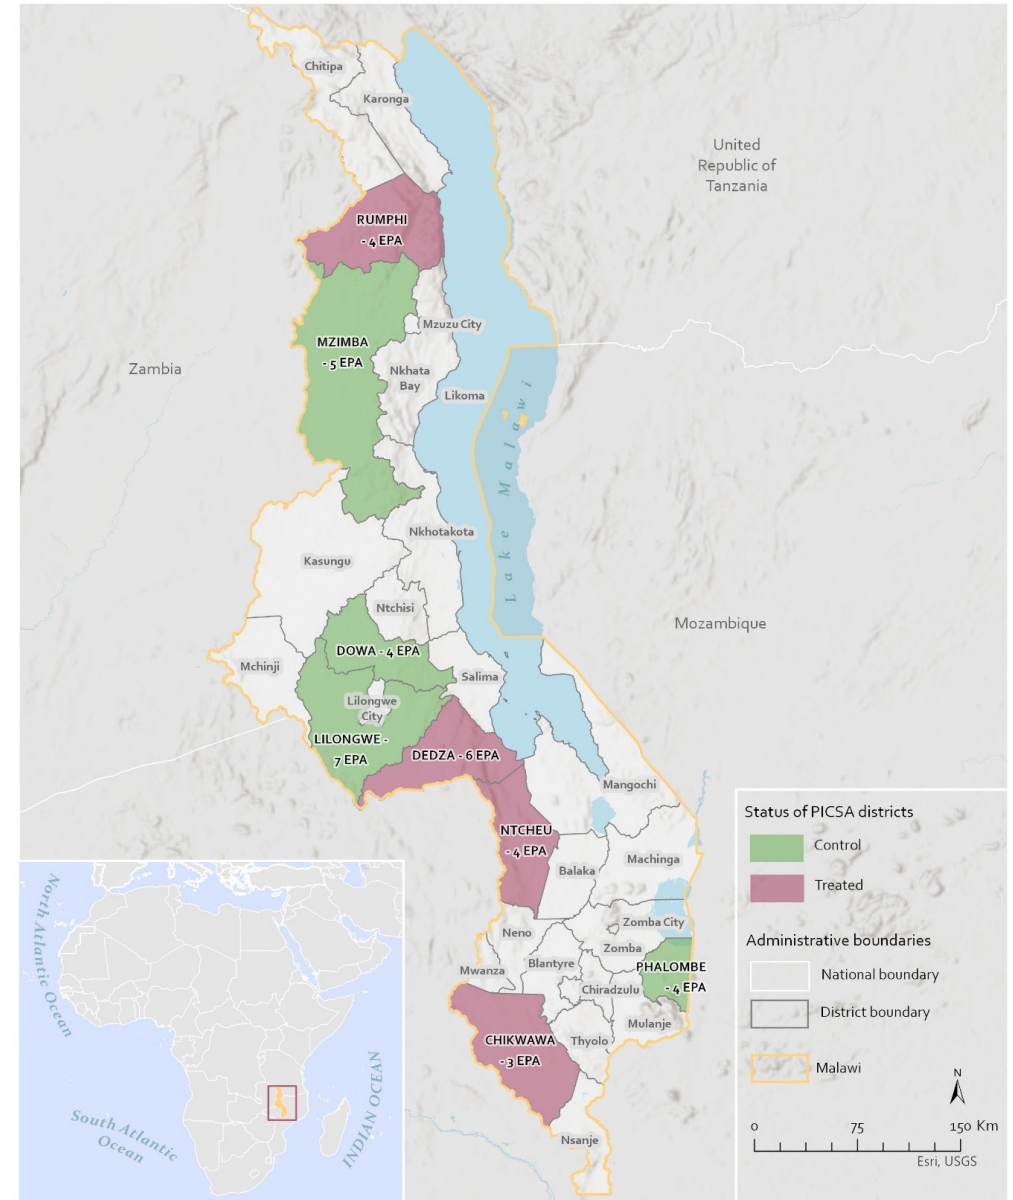 Chitipa
Karonga
United
Republic of
Tanzania
RUMPHI
- 4 EPA
Mzuzu City
MZIMBA
- 5 EPA
Zambia
Nkhata
Bay
Likoma
Lake Malawi
Nkhotakota
Kasungu
Ntchisi
Mozambique
DOWA - 4 EPA
Mchinji
Salima
Lilongwe
City
LILONGWE -
7 EPA
DEDZA - 6 EPA
Mangochi
NTCHEU
- 4 EPA
Balaka
Machinga
Zomba City
Neno
Zomba
Blantyre
Mwanza
PHALOMBE
- 4 EPA
Chiradzulu
Mulanje
CHIKWAWA
- 3 EPA
Thyolo
Nsanje
Status of PICSA districts
Control
Treated
Administrative boundaries
National boundary
District boundary
Malawi
N
0 75 150 Km
Esri, USGS
North Atlantic Ocean
South Atlantic
Ocean
INDIAN OCEAN